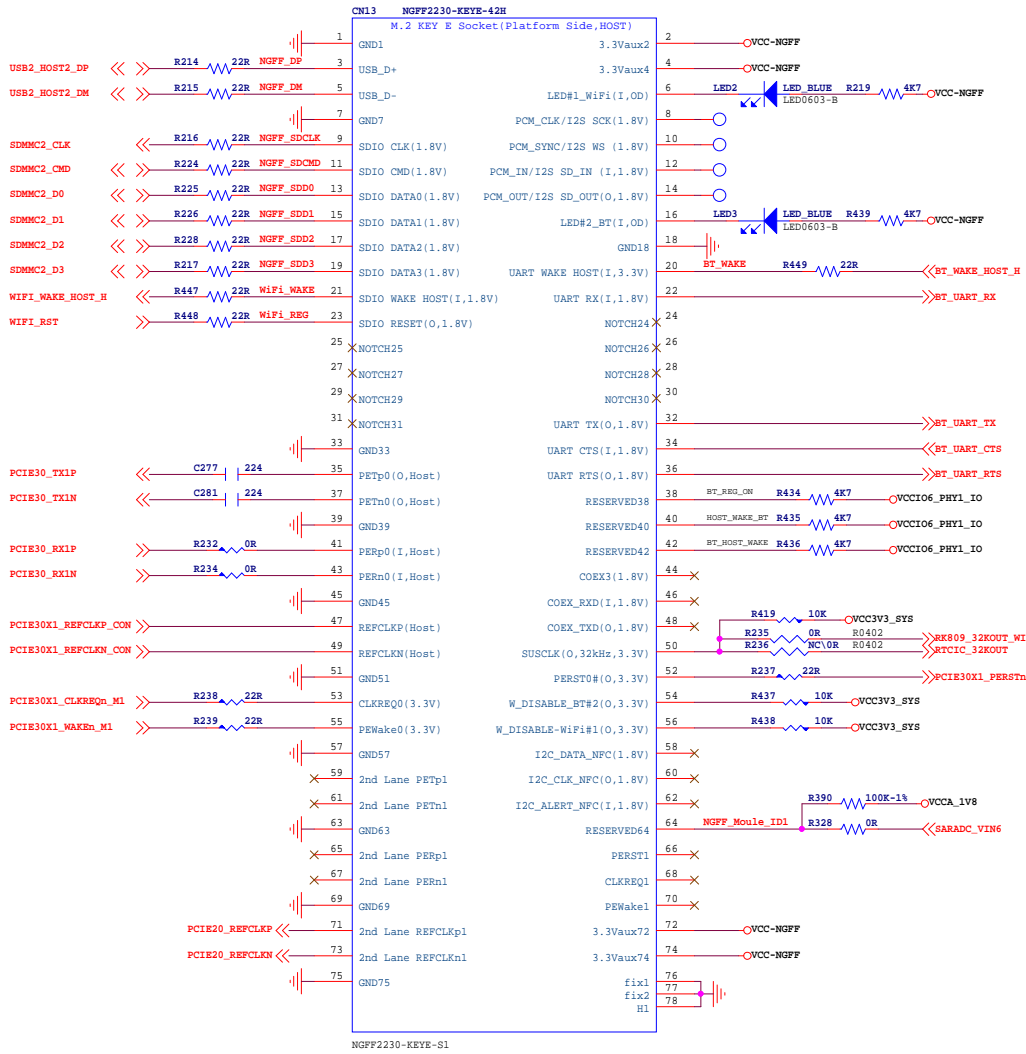 CN13 NGFF2230-KEYE-42H
M.2 KEY E Socket(Platform Side,HOST)
1 GND1 3.3Vaux2 2 VCC-NGFF
USB2_HOST2_DP R214 22R NGFF_DP 3 USB_D+ 3.3Vaux4 4 VCC-NGFF
USB2_HOST2_DM R215 22R NGFF_DM 5 USB_D- LED#1_WiFi(I,OD) 6 LED2 LED_BLUE LED0603-B R219 4K7 VCC-NGFF
7 GND7 PCM_CLK/I2S SCK(1.8V) 8
SDMMC2_CLK R216 22R NGFF_SDCLK 9 SDIO CLK(1.8V) PCM_SYNC/I2S WS (1.8V) 10
SDMMC2_CMD R224 22R NGFF_SDCMD 11 SDIO CMD(1.8V) PCM_IN/I2S SD_IN (I,1.8V) 12
SDMMC2_D0 R225 22R NGFF_SDD0 13 SDIO DATA0(1.8V) PCM_OUT/I2S SD_OUT(O,1.8V) 14
SDMMC2_D1 R226 22R NGFF_SDD1 15 SDIO DATA1(1.8V) LED#2_BT(I,OD) 16 LED3 LED_BLUE LED0603-B R439 4K7 VCC-NGFF
SDMMC2_D2 R228 22R NGFF_SDD2 17 SDIO DATA2(1.8V) GND18 18
SDMMC2_D3 R217 22R NGFF_SDD3 19 SDIO DATA3(1.8V) UART WAKE HOST(I,3.3V) 20 BT_WAKE R449 22R BT_WAKE_HOST_H
WIFI_WAKE_HOST_H R447 22R WiFi_WAKE 21 SDIO WAKE HOST(I,1.8V) UART RX(I,1.8V) 22 BT_UART_RX
WIFI_RST R448 22R WiFi_REG 23 SDIO RESET(O,1.8V) NOTCH24 24
25 NOTCH25 NOTCH26 26
27 NOTCH27 NOTCH28 28
29 NOTCH29 NOTCH30 30
31 NOTCH31 UART TX(O,1.8V) 32 BT_UART_TX
33 GND33 UART CTS(I,1.8V) 34 BT_UART_CTS
PCIE30_TX1P C277 224 35 PETp0(O,Host) UART RTS(O,1.8V) 36 BT_UART_RTS
PCIE30_TX1N C281 224 37 PETn0(O,Host) RESERVED38 38 BT_REG_ON R434 4K7 VCCIO6_PHY1_IO
39 GND39 RESERVED40 40 HOST_WAKE_BT R435 4K7 VCCIO6_PHY1_IO
PCIE30_RX1P R232 0R 41 PERp0(I,Host) RESERVED42 42 BT_HOST_WAKE R436 4K7 VCCIO6_PHY1_IO
PCIE30_RX1N R234 0R 43 PERn0(I,Host) COEX3(1.8V) 44
45 GND45 COEX_RXD(I,1.8V) 46
PCIE30X1_REFCLKP_CON 47 REFCLKP(Host) COEX_TXD(O,1.8V) 48 R419 10K VCC3V3_SYS
R235 0R R0402 RK809_32KOUT_WI
PCIE30X1_REFCLKN_CON 49 REFCLKN(Host) SUSCLK(O,32kHz,3.3V) 50 R236 NC\0R R0402 RTCIC_32KOUT
51 GND51 PERST0#(O,3.3V) 52 R237 22R PCIE30X1_PERSTn
PCIE30X1_CLKREQn_M1 R238 22R 53 CLKREQ0(3.3V) W_DISABLE_BT#2(O,3.3V) 54 R437 10K VCC3V3_SYS
PCIE30X1_WAKEn_M1 R239 22R 55 PEWake0(3.3V) W_DISABLE-WiFi#1(O,3.3V) 56 R438 10K VCC3V3_SYS
57 GND57 I2C_DATA_NFC(1.8V) 58
59 2nd Lane PETp1 I2C_CLK_NFC(O,1.8V) 60
61 2nd Lane PETn1 I2C_ALERT_NFC(I,1.8V) 62 R390 100K-1% VCCA_1V8
63 GND63 RESERVED64 64 NGFF_Moule_ID1 R328 0R SARADC_VIN6
65 2nd Lane PERp1 PERST1 66
67 2nd Lane PERn1 CLKREQ1 68
69 GND69 PEWake1 70
PCIE20_REFCLKP 71 2nd Lane REFCLKp1 3.3Vaux72 72 VCC-NGFF
PCIE20_REFCLKN 73 2nd Lane REFCLKn1 3.3Vaux74 74 VCC-NGFF
75 GND75 fix1 76
fix2 77
H1 78
NGFF2230-KEYE-S1